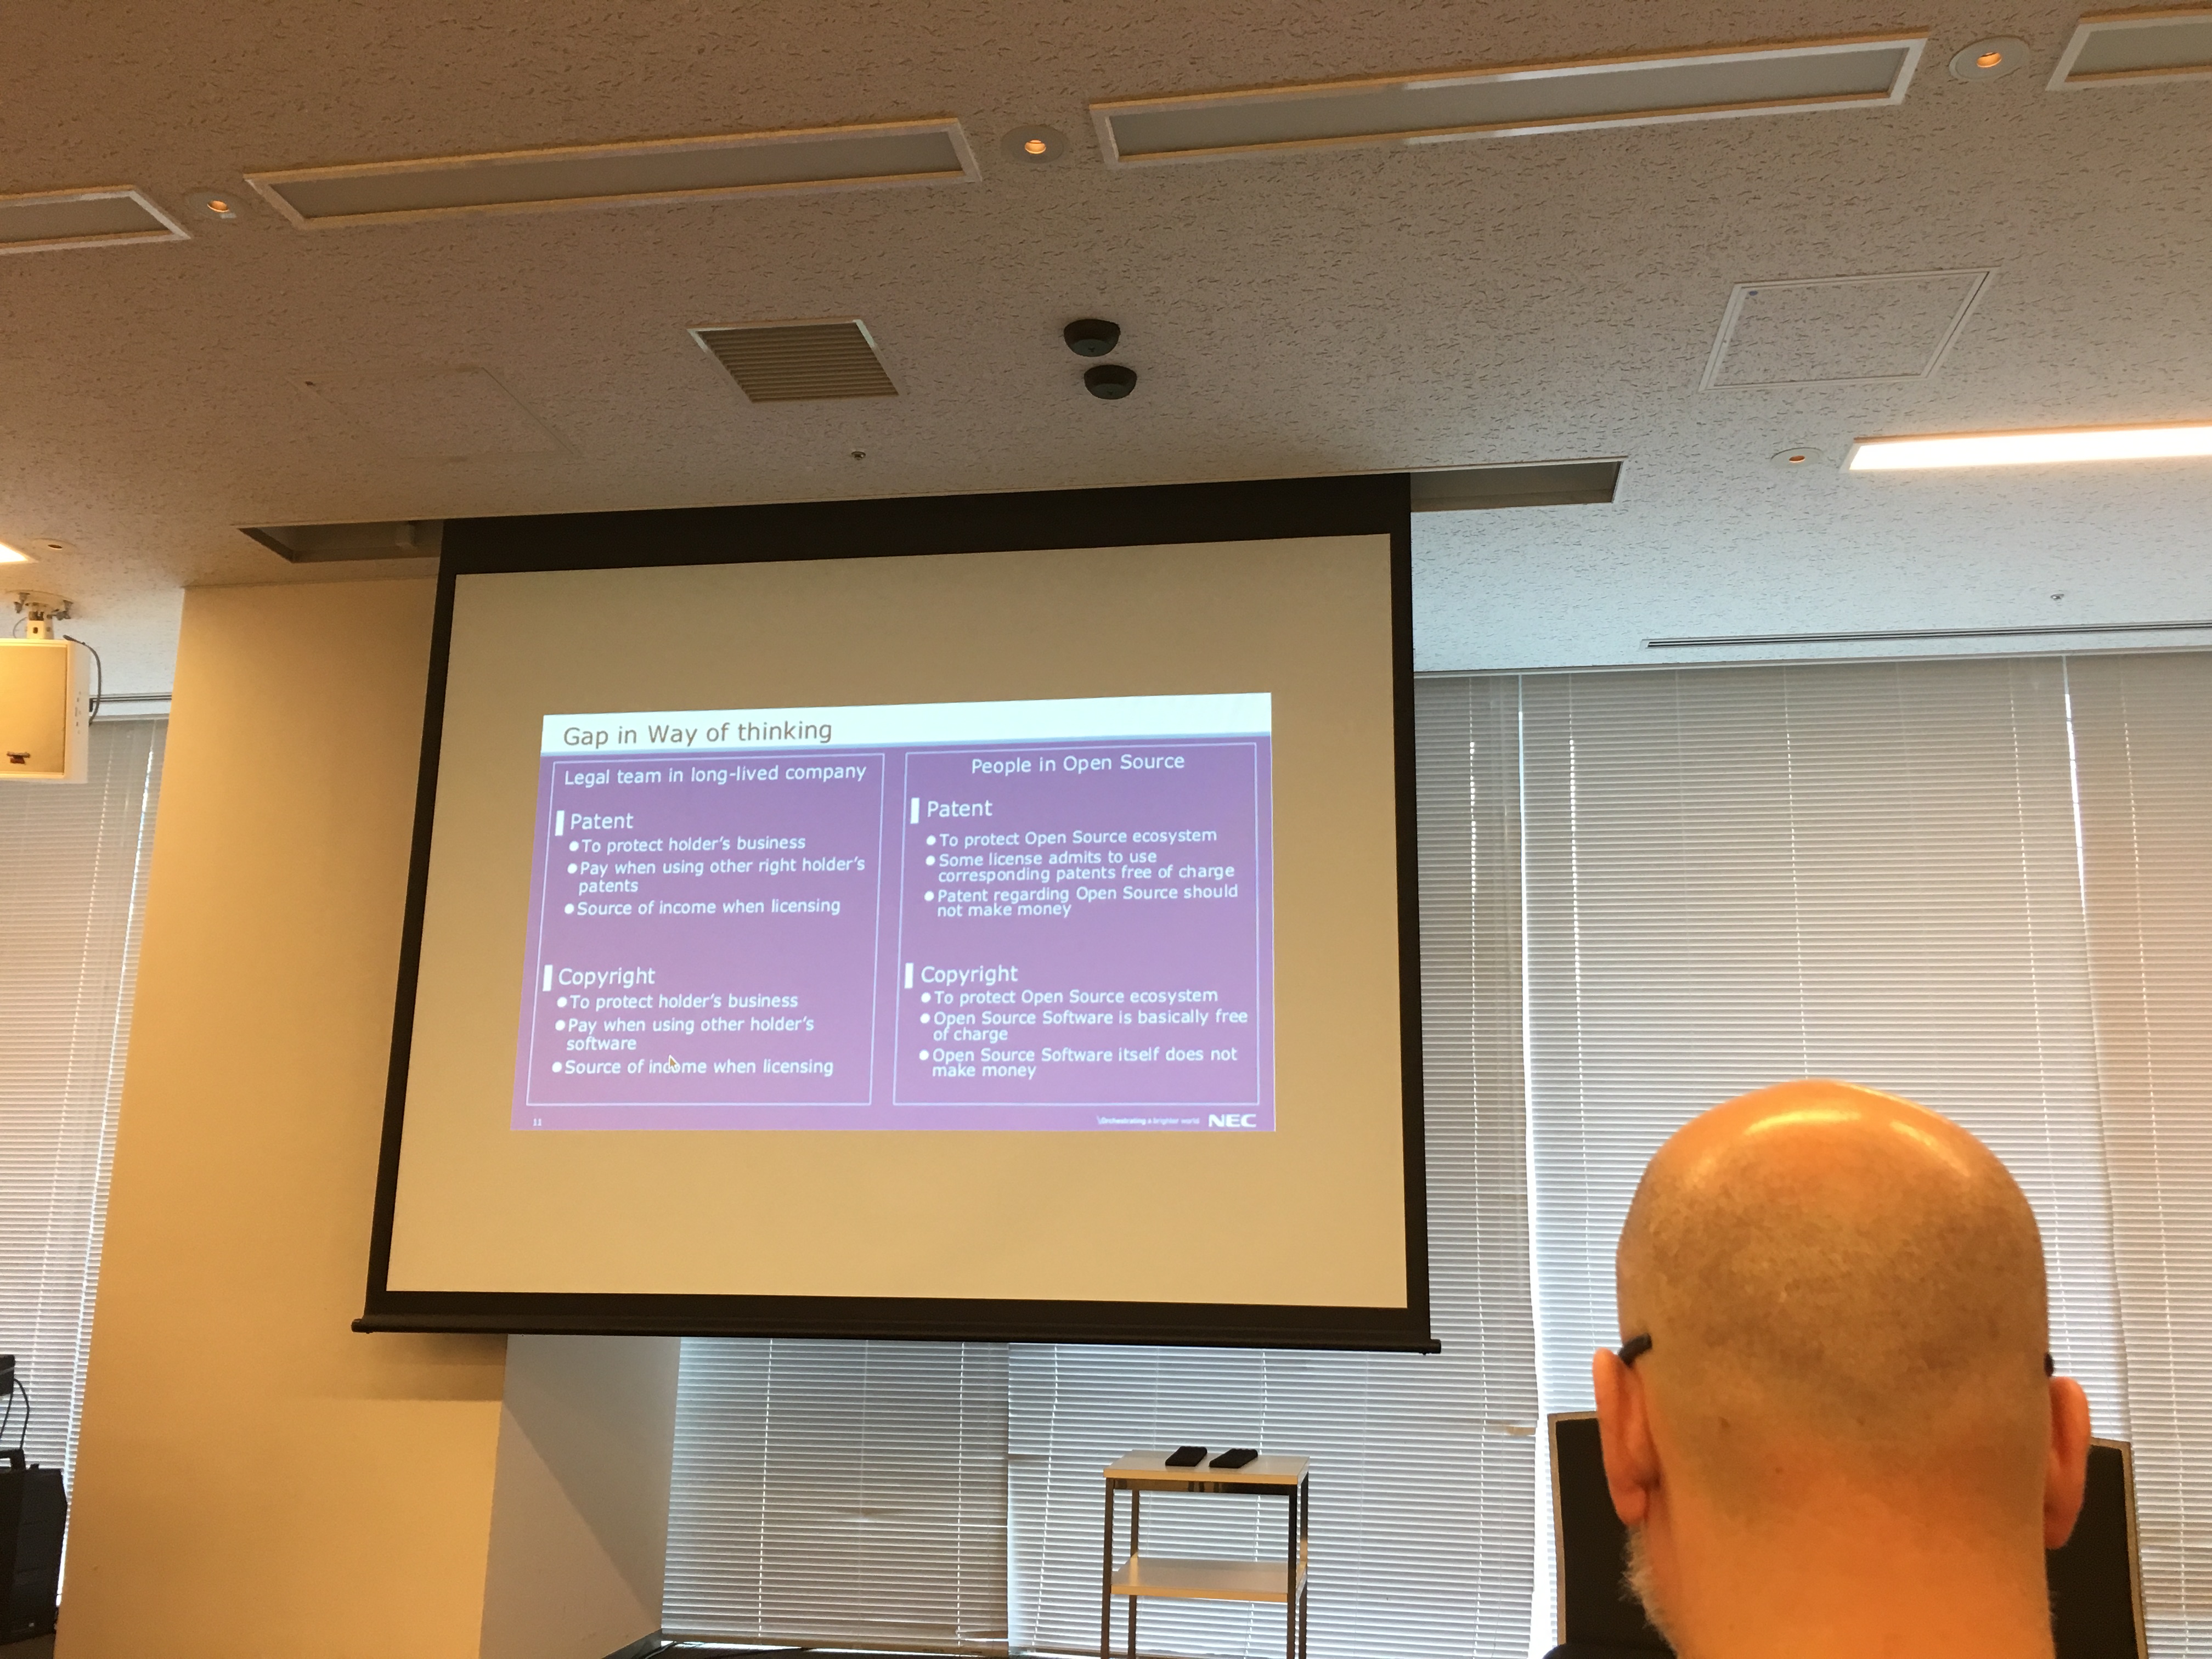 Gap in Way of thinking
Legal team in long-lived company
Patent
●To protect holder's business
●Pay when using other right holder's
patents
●Source of income when licensing
Copyright
●To protect holder's business
●Pay when using other holder's
software
●Source of income when licensing
People in Open Source
Patent
●To protect Open Source ecosystem
●Some license admits to use
corresponding patents free of charge
●Patent regarding Open Source should
not make money
Copyright
●To protect Open Source ecosystem
●Open Source Software is basically free
of charge
●Open Source Software itself does not
make money
11
\Orchestrating a brighter world NEC